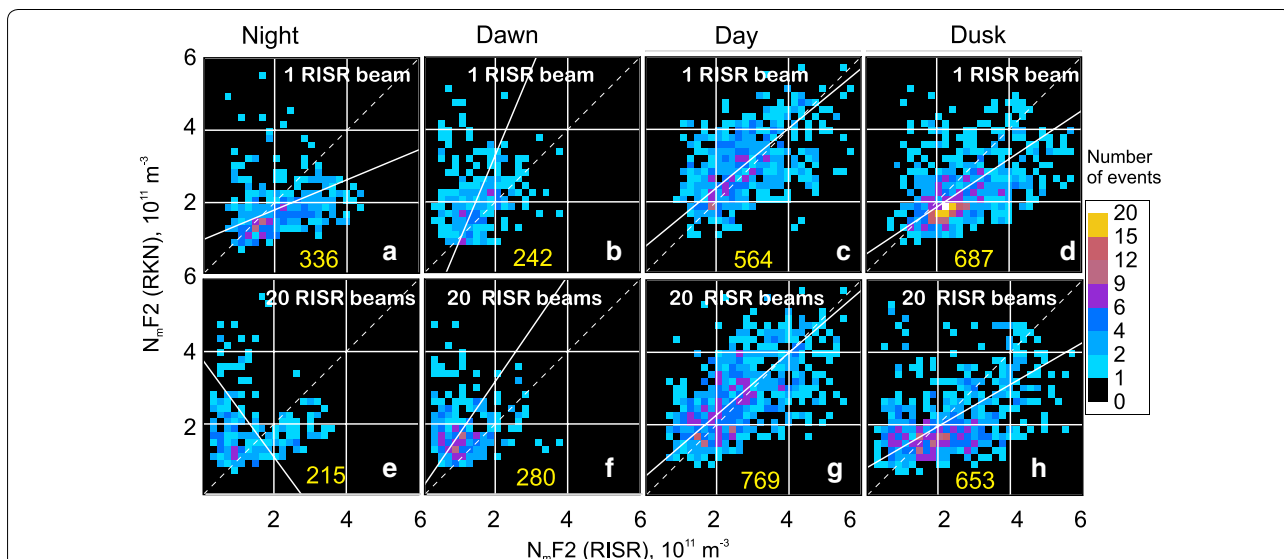 Night Dawn Day Dusk
6 1 RISR beam 1 RISR beam 1 RISR beam 1 RISR beam
4
2
a b c d
336 242 564 687
6 20 RISR beams 20 RISR beams 20 RISR beams 20 RISR beams
4
2
e f g h
215 280 769 653
2 4 6 2 4 6 2 4 6 2 4 6
NmF2 (RISR), 10¹¹ m⁻³
NmF2 (RKN), 10¹¹ m⁻³
Number
of events
20
15
12
9
6
4
2
1
0